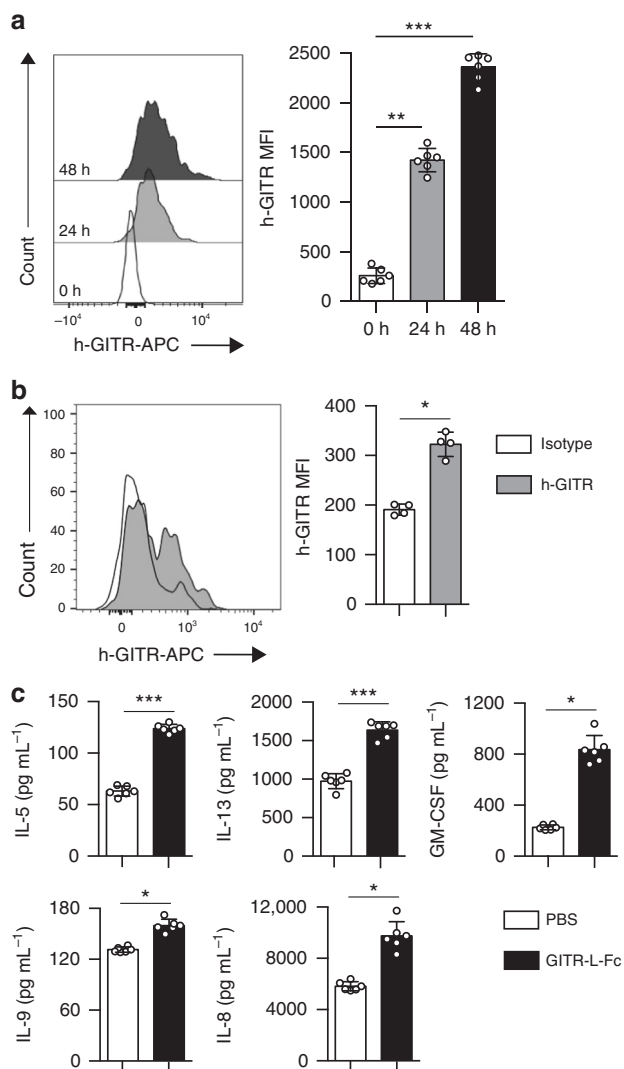 a
48 h
24 h
0 h
Count
−10⁴
0
10⁴
h-GITR-APC
h-GITR MFI
2500
2000
1500
1000
500
0
***
**
0 h 24 h 48 h
b
Count
100
80
60
40
20
0
0
10³
10⁴
h-GITR-APC
h-GITR MFI
400
300
200
100
0
*
Isotype
h-GITR
c
IL-5 (pg mL⁻¹)
150
100
50
0
***
IL-13 (pg mL⁻¹)
2000
1500
1000
500
0
***
GM-CSF (pg mL⁻¹)
1200
800
400
0
*
IL-9 (pg mL⁻¹)
180
120
60
0
*
IL-8 (pg mL⁻¹)
12,000
8000
4000
0
*
PBS
GITR-L-Fc